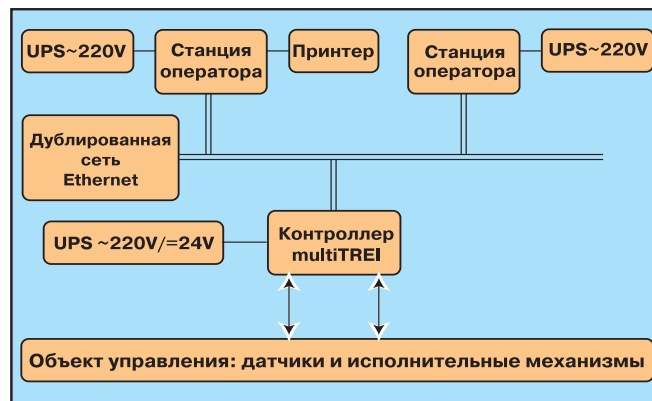 UPS~220V
Станция
оператора
Принтер
Станция
оператора
UPS~220V
Дублированная
сеть
Ethernet
UPS ~220V/=24V
Контроллер
multiTREI
Объект управления: датчики и исполнительные механизмы